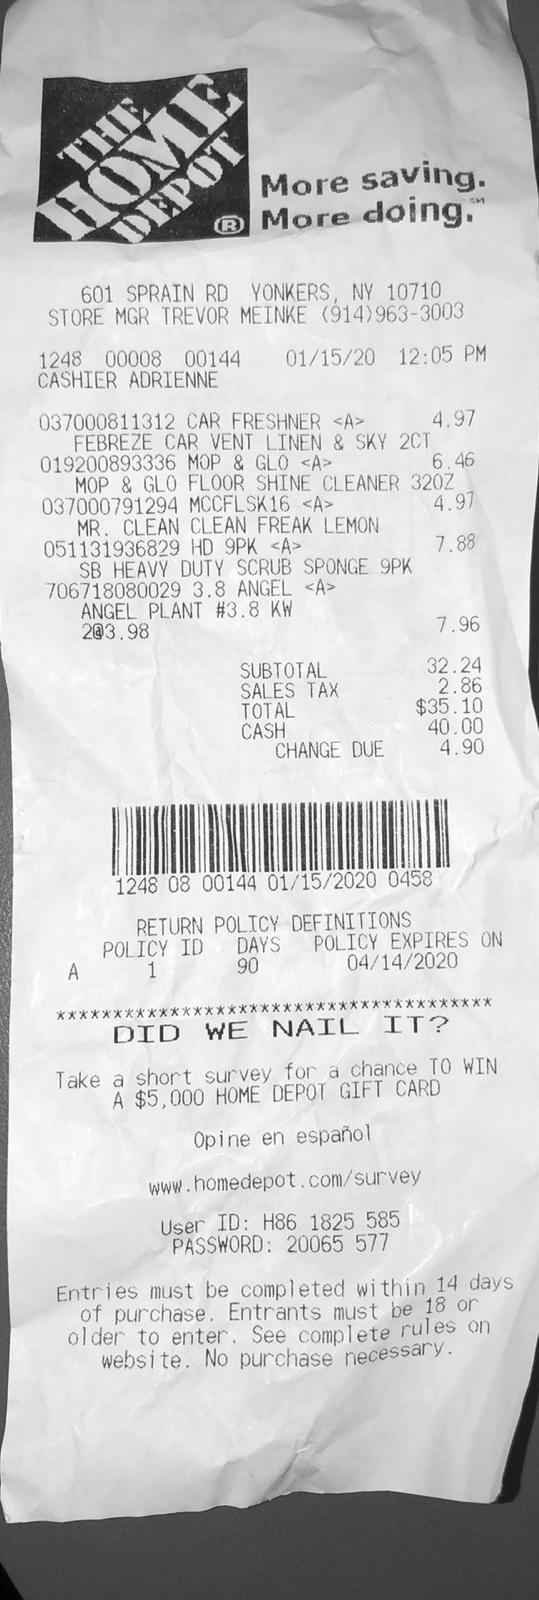 THE
HOME
DEPOT
®
More saving.
More doing.℠
601 SPRAIN RD YONKERS, NY 10710
STORE MGR TREVOR MEINKE (914)963-3003
1248 00008 00144 01/15/20 12:05 PM
CASHIER ADRIENNE
037000811312 CAR FRESHNER <A> 4.97
FEBREZE CAR VENT LINEN & SKY 2CT
019200893336 MOP & GLO <A> 6.46
MOP & GLO FLOOR SHINE CLEANER 32OZ
037000791294 MCCFLSK16 <A> 4.97
MR. CLEAN CLEAN FREAK LEMON
051131936829 HD 9PK <A> 7.88
SB HEAVY DUTY SCRUB SPONGE 9PK
706718080029 3.8 ANGEL <A>
ANGEL PLANT #3.8 KW
2@3.98 7.96
SUBTOTAL 32.24
SALES TAX 2.86
TOTAL $35.10
CASH 40.00
CHANGE DUE 4.90
1248 08 00144 01/15/2020 0458
RETURN POLICY DEFINITIONS
POLICY ID DAYS POLICY EXPIRES ON
A 1 90 04/14/2020
****************************************
DID WE NAIL IT?
Take a short survey for a chance TO WIN
A $5,000 HOME DEPOT GIFT CARD
Opine en español
www.homedepot.com/survey
User ID: H86 1825 585
PASSWORD: 20065 577
Entries must be completed within 14 days
of purchase. Entrants must be 18 or
older to enter. See complete rules on
website. No purchase necessary.